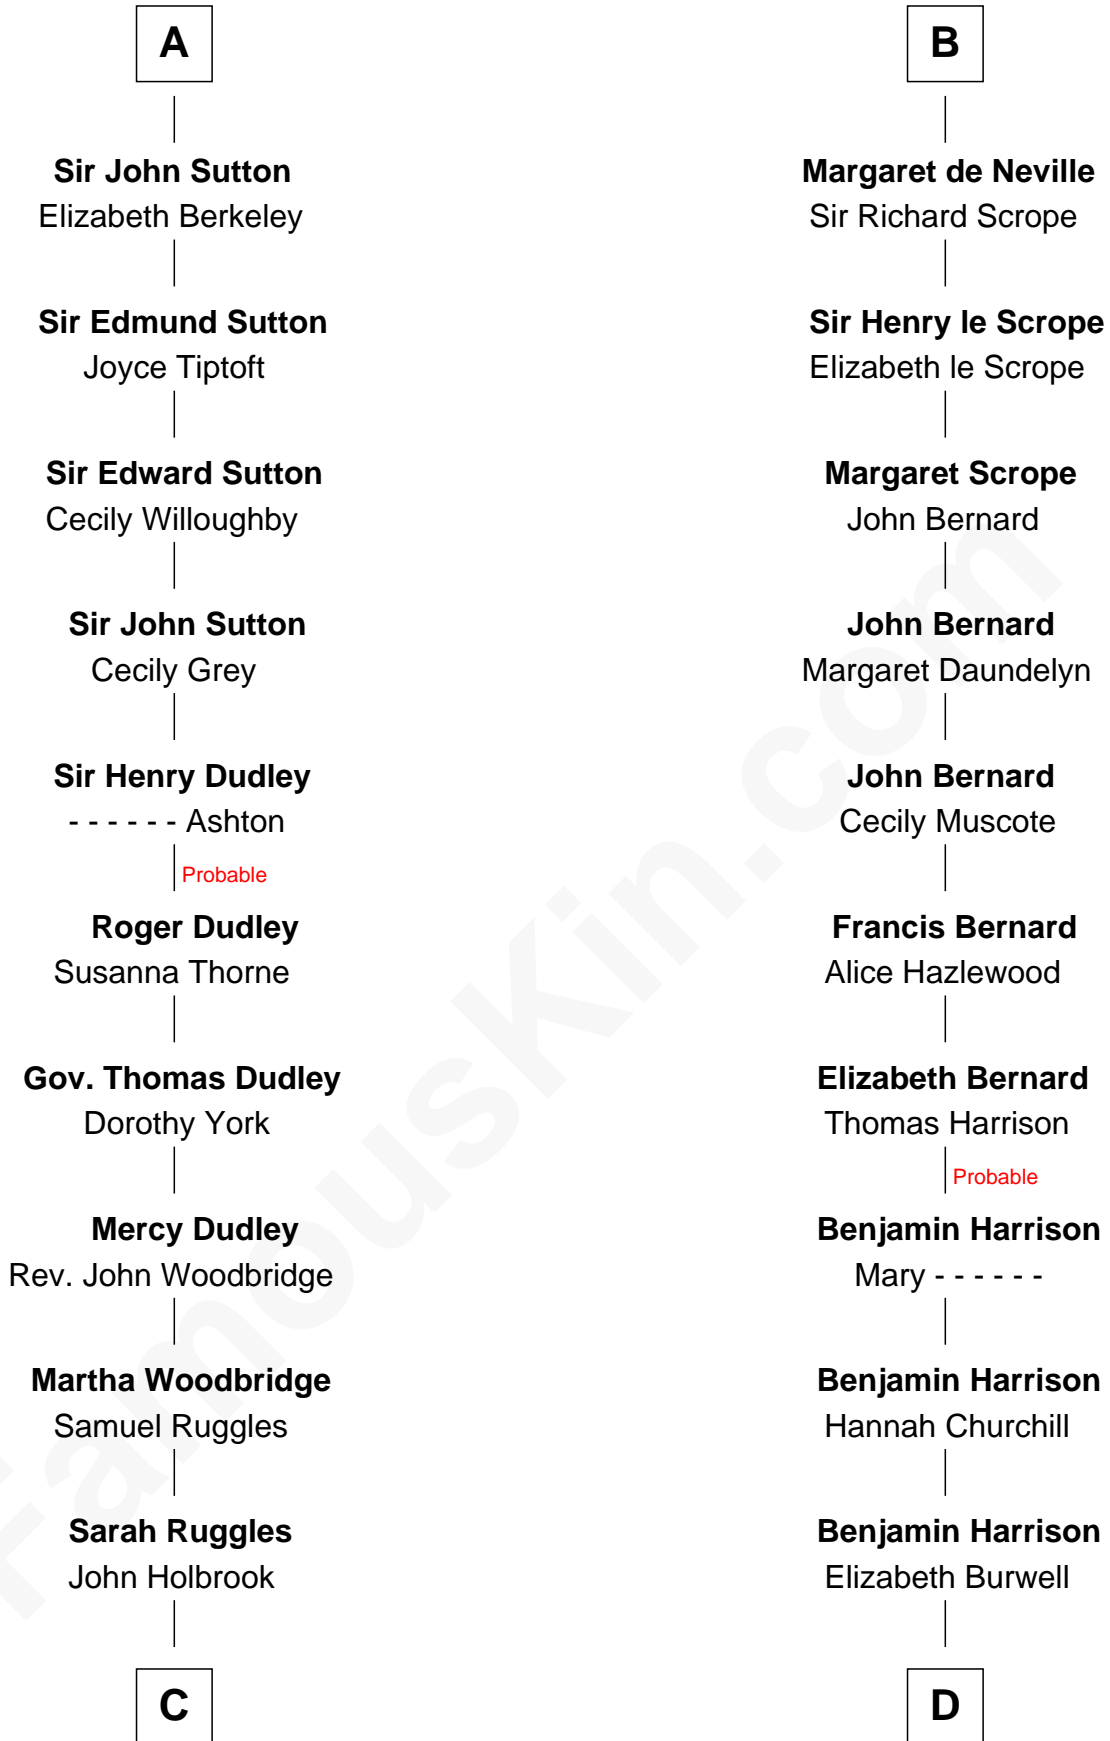 A
Sir John Sutton
Elizabeth Berkeley
Sir Edmund Sutton
Joyce Tiptoft
Sir Edward Sutton
Cecily Willoughby
Sir John Sutton
Cecily Grey
Sir Henry Dudley
- - - - - - Ashton
Probable
Roger Dudley
Susanna Thorne
Gov. Thomas Dudley
Dorothy York
Mercy Dudley
Rev. John Woodbridge
Martha Woodbridge
Samuel Ruggles
Sarah Ruggles
John Holbrook
C
B
Margaret de Neville
Sir Richard Scrope
Sir Henry le Scrope
Elizabeth le Scrope
Margaret Scrope
John Bernard
John Bernard
Margaret Daundelyn
John Bernard
Cecily Muscote
Francis Bernard
Alice Hazlewood
Elizabeth Bernard
Thomas Harrison
Probable
Benjamin Harrison
Mary - - - - - -
Benjamin Harrison
Hannah Churchill
Benjamin Harrison
Elizabeth Burwell
D
FamousKin.com